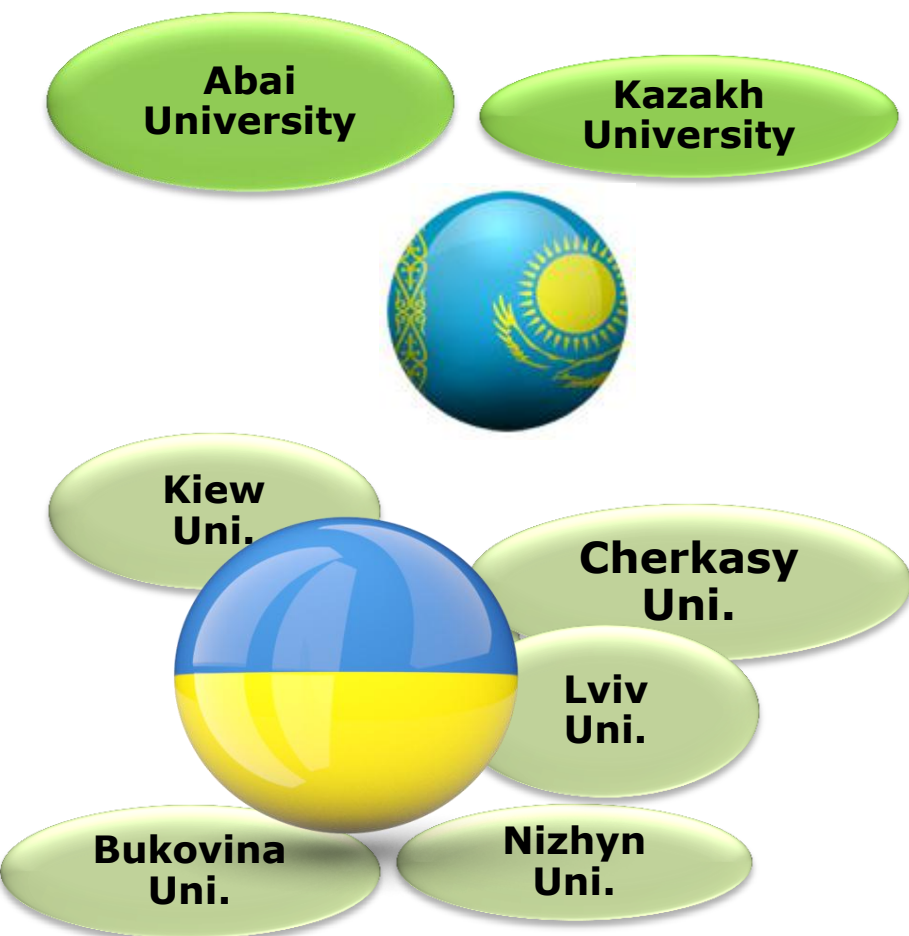 Abai
University
Kazakh
University
Kiew
Uni.
Cherkasy
Uni.
Lviv
Uni.
Bukovina
Uni.
Nizhyn
Uni.